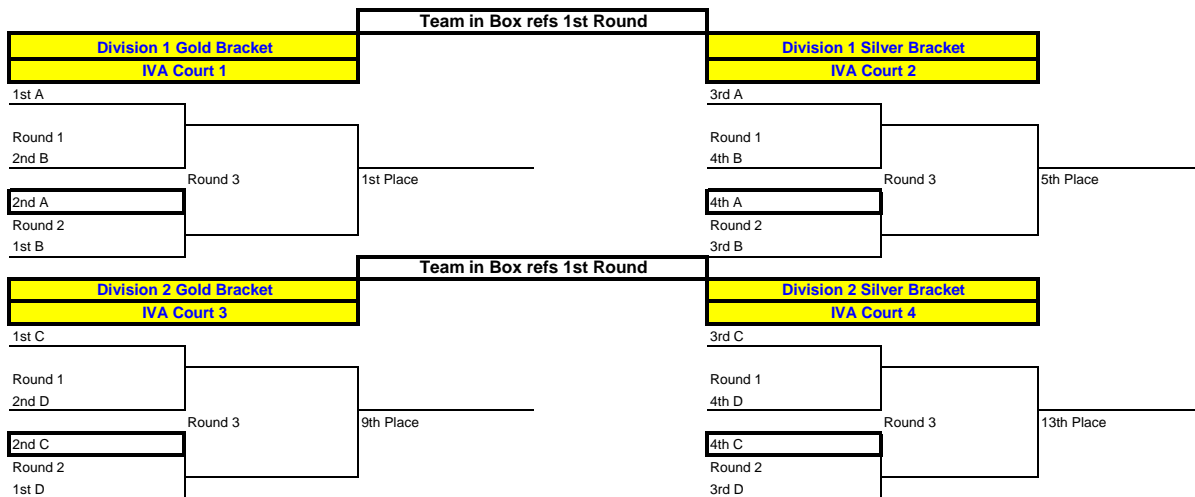 Team in Box refs 1st Round
Division 1 Gold Bracket
IVA Court 1
1st A
Round 1
2nd B
Round 3
1st Place
2nd A
Round 2
1st B
Division 1 Silver Bracket
IVA Court 2
3rd A
Round 1
4th B
Round 3
5th Place
4th A
Round 2
3rd B
Team in Box refs 1st Round
Division 2 Gold Bracket
IVA Court 3
1st C
Round 1
2nd D
Round 3
9th Place
2nd C
Round 2
1st D
Division 2 Silver Bracket
IVA Court 4
3rd C
Round 1
4th D
Round 3
13th Place
4th C
Round 2
3rd D